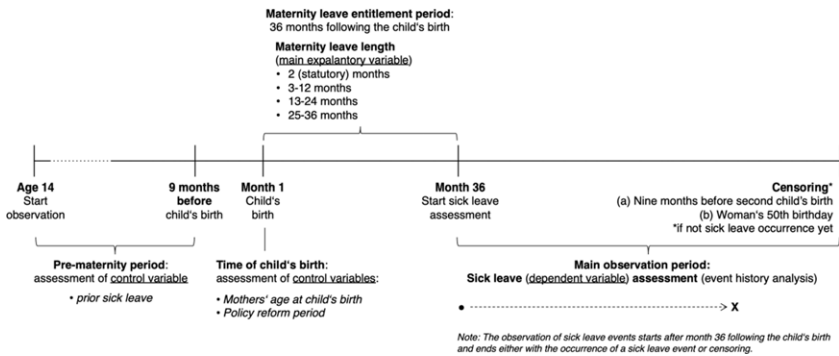 Maternity leave entitlement period:
36 months following the child's birth
Maternity leave length
(main expalantory variable)
• 2 (statutory) months
• 3-12 months
• 13-24 months
• 25-36 months
Age 14
Start
observation
9 months
before
child's birth
Month 1
Child's
birth
Month 36
Start sick leave
assessment
Censoring*
(a) Nine months before second child's birth
(b) Woman's 50th birthday
*if not sick leave occurrence yet
Pre-maternity period:
assessment of control variable
• prior sick leave
Time of child's birth:
assessment of control variables:
• Mothers' age at child's birth
• Policy reform period
Main observation period:
Sick leave (dependent variable) assessment (event history analysis)
X
Note: The observation of sick leave events starts after month 36 following the child's birth
and ends either with the occurrence of a sick leave event or censoring.